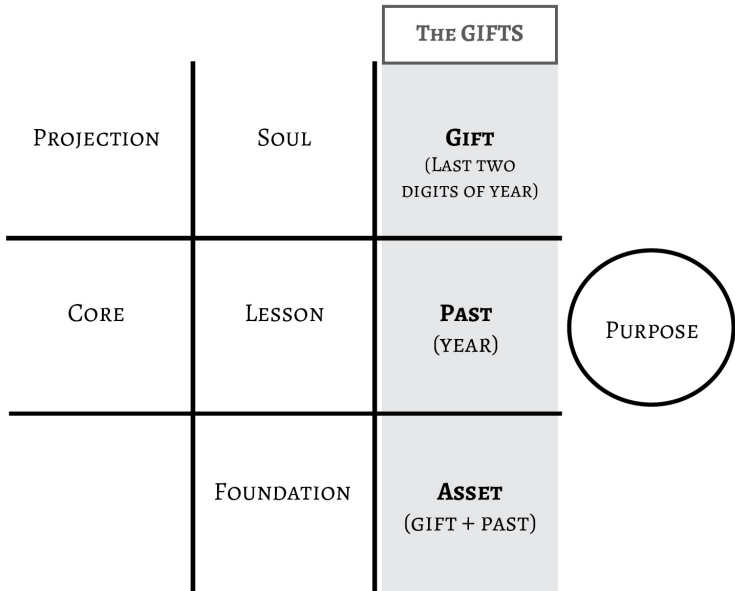 The GIFTS
Projection
Soul
Gift
(Last two
digits of year)
Core
Lesson
Past
(year)
Purpose
Foundation
Asset
(gift + past)